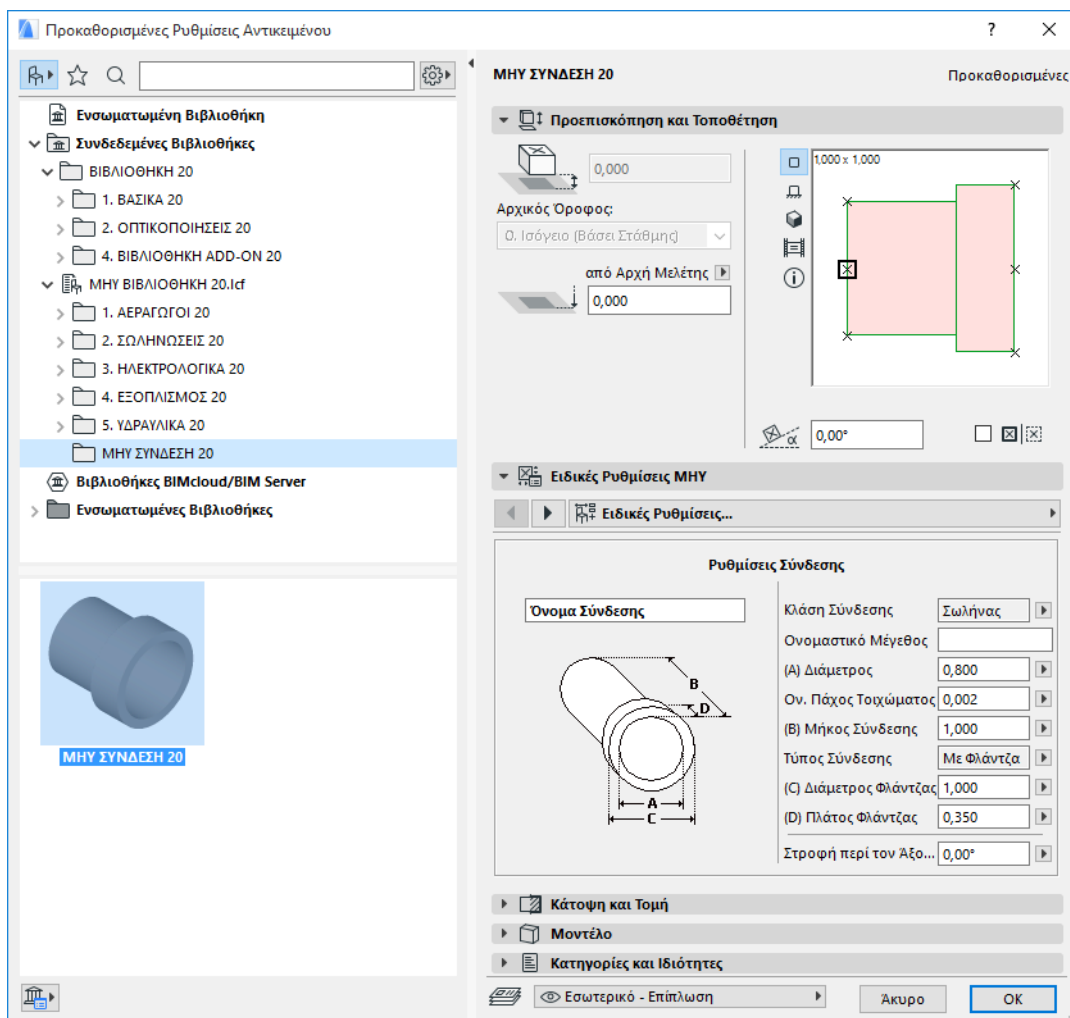 Προκαθορισμένες Ρυθμίσεις Αντικειμένου
?
Ενσωματωμένη Βιβλιοθήκη
Συνδεδεμένες Βιβλιοθήκες
ΒΙΒΛΙΟΘΗΚΗ 20
1. ΒΑΣΙΚΑ 20
2. ΟΠΤΙΚΟΠΟΙΗΣΕΙΣ 20
4. ΒΙΒΛΙΟΘΗΚΗ ADD-ON 20
ΜΗΥ ΒΙΒΛΙΟΘΗΚΗ 20.lcf
1. ΑΕΡΑΓΩΓΟΙ 20
2. ΣΩΛΗΝΩΣΕΙΣ 20
3. ΗΛΕΚΤΡΟΛΟΓΙΚΑ 20
4. ΕΞΟΠΛΙΣΜΟΣ 20
5. ΥΔΡΑΥΛΙΚΑ 20
ΜΗΥ ΣΥΝΔΕΣΗ 20
Βιβλιοθήκες BIMcloud/BIM Server
Ενσωματωμένες Βιβλιοθήκες
ΜΗΥ ΣΥΝΔΕΣΗ 20
ΜΗΥ ΣΥΝΔΕΣΗ 20
Προκαθορισμένες
Προεπισκόπηση και Τοποθέτηση
0,000
Αρχικός Όροφος:
0. Ισόγειο (Βάσει Στάθμης)
από Αρχή Μελέτης
0,000
1,000 x 1,000
α
0,00°
Ειδικές Ρυθμίσεις ΜΗΥ
Ειδικές Ρυθμίσεις...
Ρυθμίσεις Σύνδεσης
Όνομα Σύνδεσης
B
D
A
C
Κλάση Σύνδεσης Σωλήνας
Ονομαστικό Μέγεθος
(A) Διάμετρος 0,800
Ον. Πάχος Τοιχώματος 0,002
(B) Μήκος Σύνδεσης 1,000
Τύπος Σύνδεσης Με Φλάντζα
(C) Διάμετρος Φλάντζας 1,000
(D) Πλάτος Φλάντζας 0,350
Στροφή περί τον Άξο... 0,00°
Κάτοψη και Τομή
Μοντέλο
Κατηγορίες και Ιδιότητες
Εσωτερικό - Επίπλωση
Άκυρο
OK